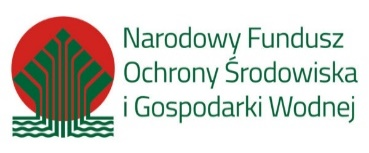 Narodowy Fundusz
Ochrony Środowiska
i Gospodarki Wodnej